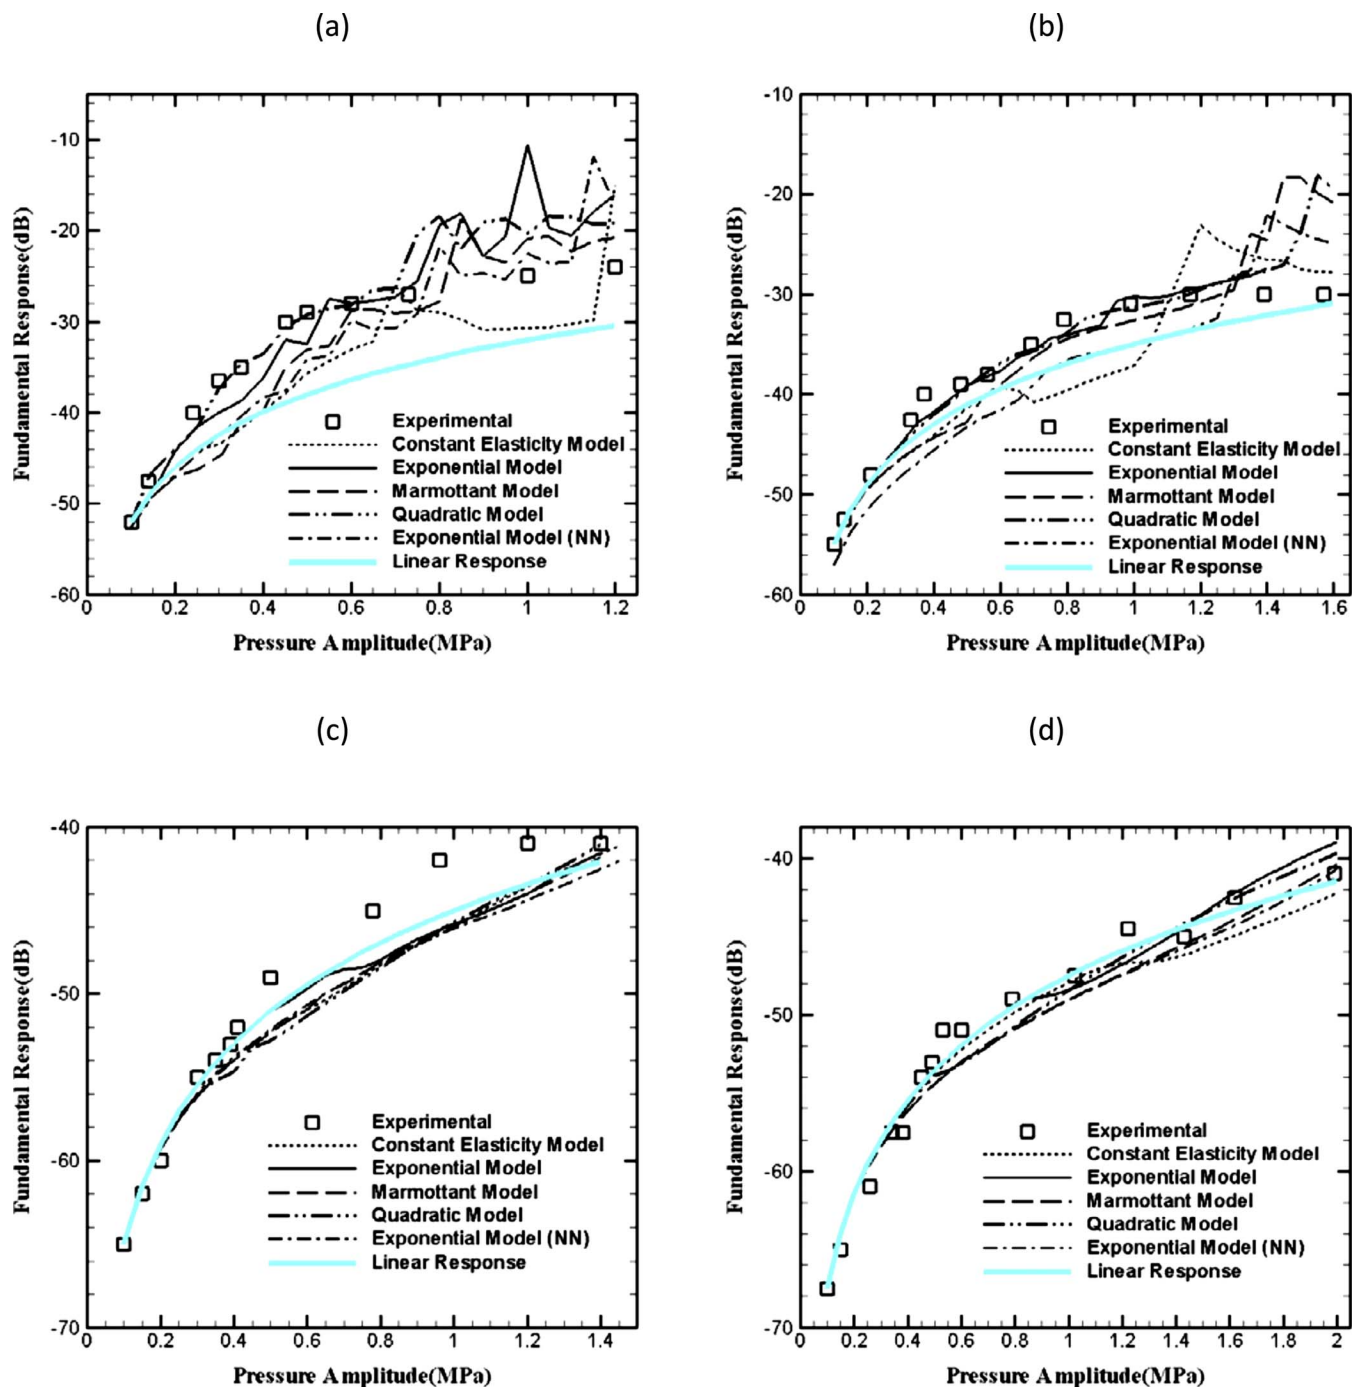 (a)
-10
-20
-30
-40
-50
-60
Fundamental Response(dB)
Experimental
Constant Elasticity Model
Exponential Model
Marmottant Model
Quadratic Model
Exponential Model (NN)
Linear Response
0 0.2 0.4 0.6 0.8 1 1.2
Pressure Amplitude(MPa)
(b)
-10
-20
-30
-40
-50
-60
Fundamental Response(dB)
Experimental
Constant Elasticity Model
Exponential Model
Marmottant Model
Quadratic Model
Exponential Model (NN)
Linear Response
0 0.2 0.4 0.6 0.8 1 1.2 1.4 1.6
Pressure Amplitude(MPa)
(c)
-40
-50
-60
-70
Fundamental Response(dB)
Experimental
Constant Elasticity Model
Exponential Model
Marmottant Model
Quadratic Model
Exponential Model (NN)
Linear Response
0 0.2 0.4 0.6 0.8 1 1.2 1.4
Pressure Amplitude(MPa)
(d)
-40
-50
-60
-70
Fundamental Response(dB)
Experimental
Constant Elasticity Model
Exponential Model
Marmottant Model
Quadratic Model
Exponential Model (NN)
Linear Response
0 0.2 0.4 0.6 0.8 1 1.2 1.4 1.6 1.8 2
Pressure Amplitude(MPa)